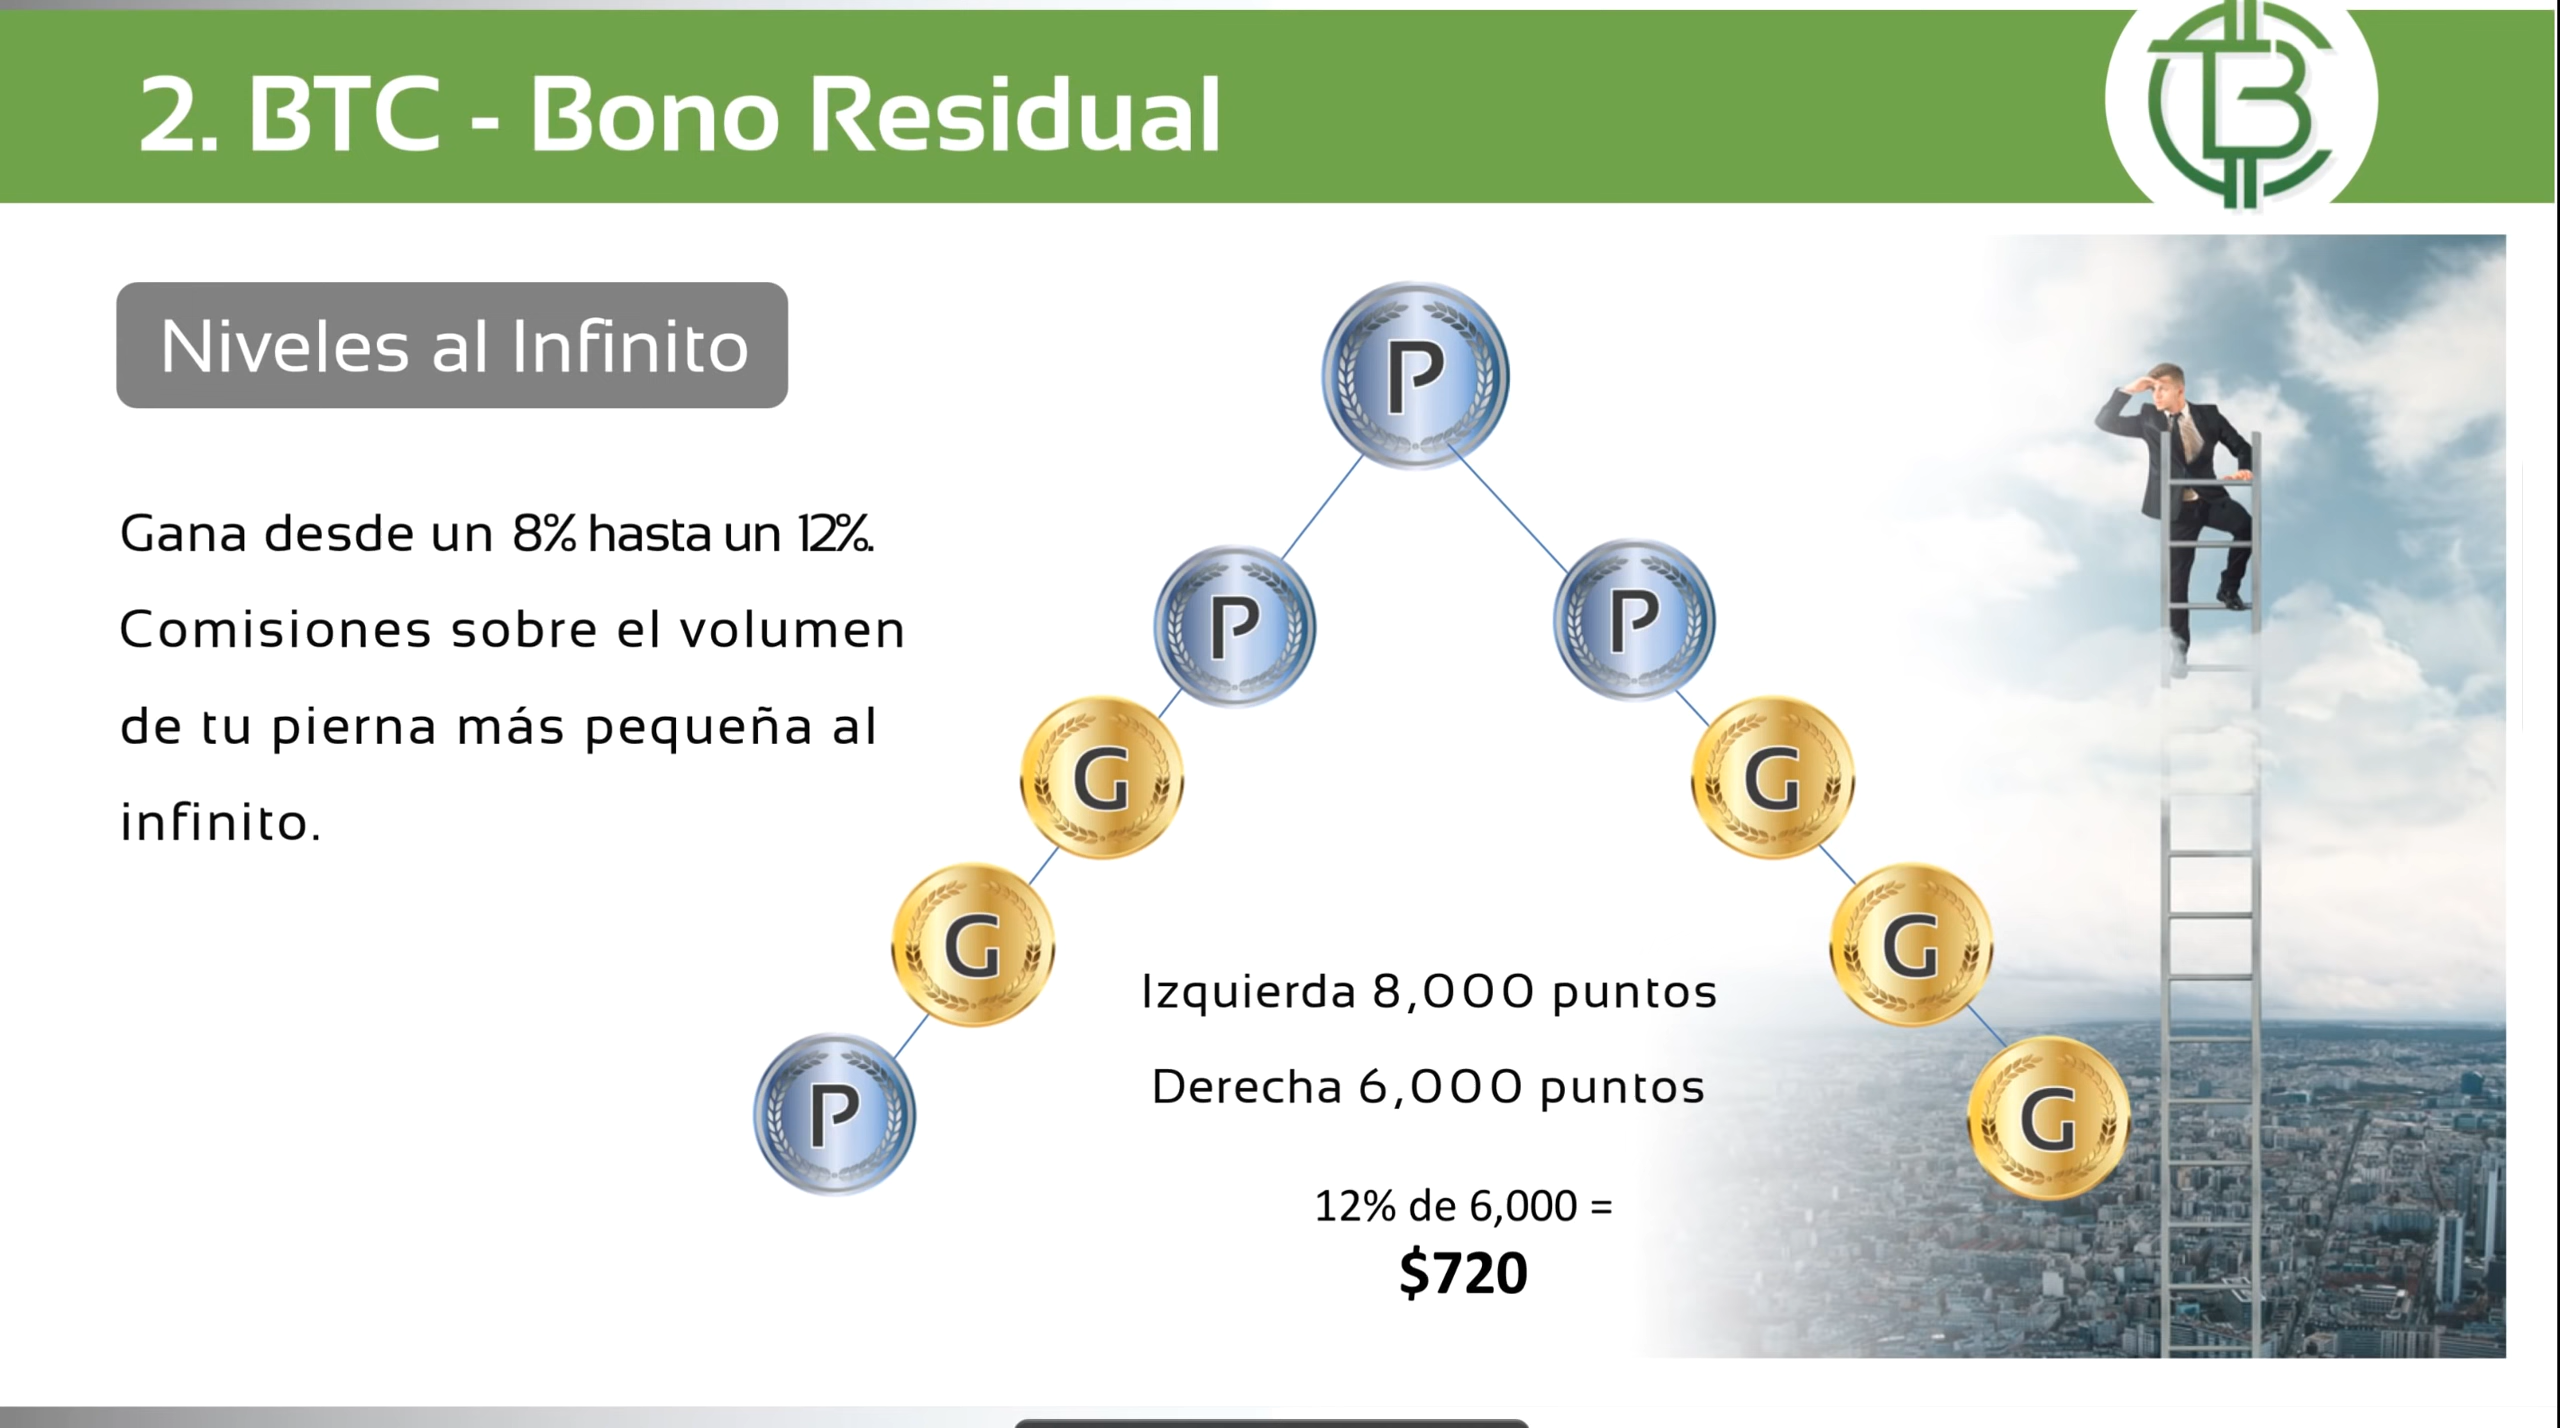 2. BTC - Bono Residual
Niveles al Infinito
Gana desde un 8% hasta un 12%.
Comisiones sobre el volumen
de tu pierna más pequeña al
infinito.
P
P
P
G
G
G
G
P
G
Izquierda 8,000 puntos
Derecha 6,000 puntos
12% de 6,000 =
$720